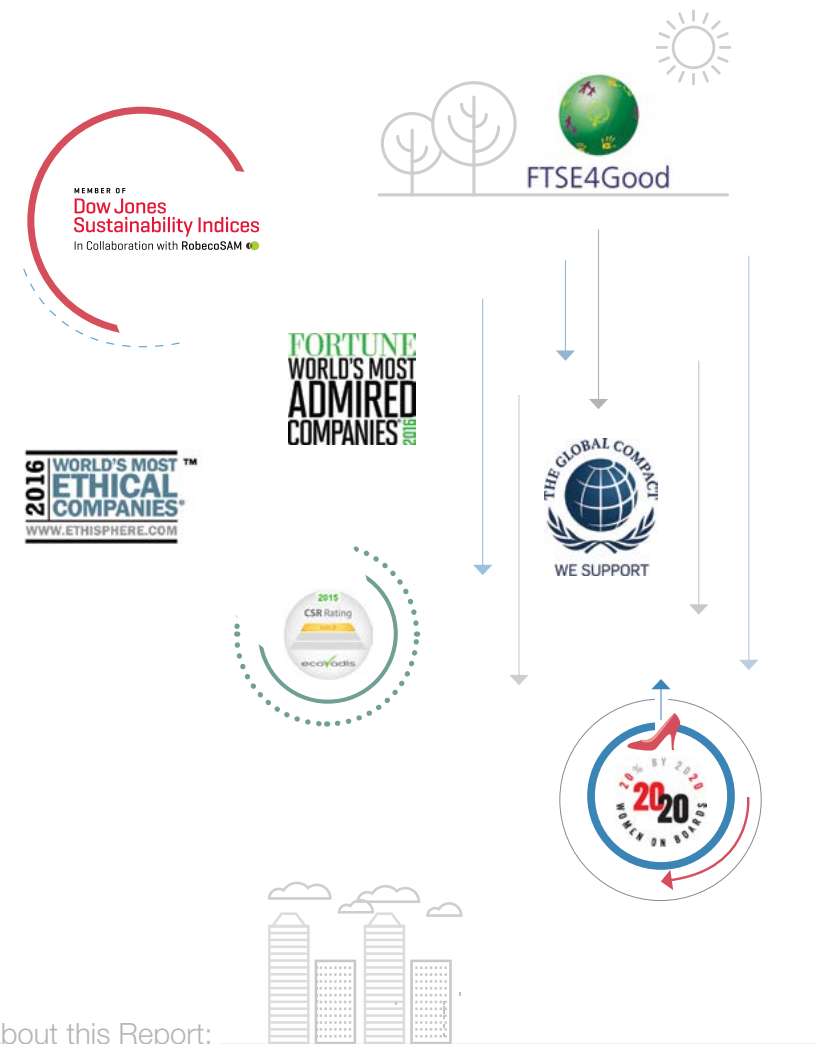 FTSE4Good
MEMBER OF
Dow Jones
Sustainability Indices
In Collaboration with RobecoSAM
FORTUNE
WORLD'S MOST
ADMIRED
COMPANIES®
2016
2016
WORLD'S MOST ™
ETHICAL
COMPANIES®
WWW.ETHISPHERE.COM
THE GLOBAL COMPACT
WE SUPPORT
2015
CSR Rating
GOLD
ecoVadis
20% BY 2020
2020
WOMEN ON BOARDS
bout this Report: